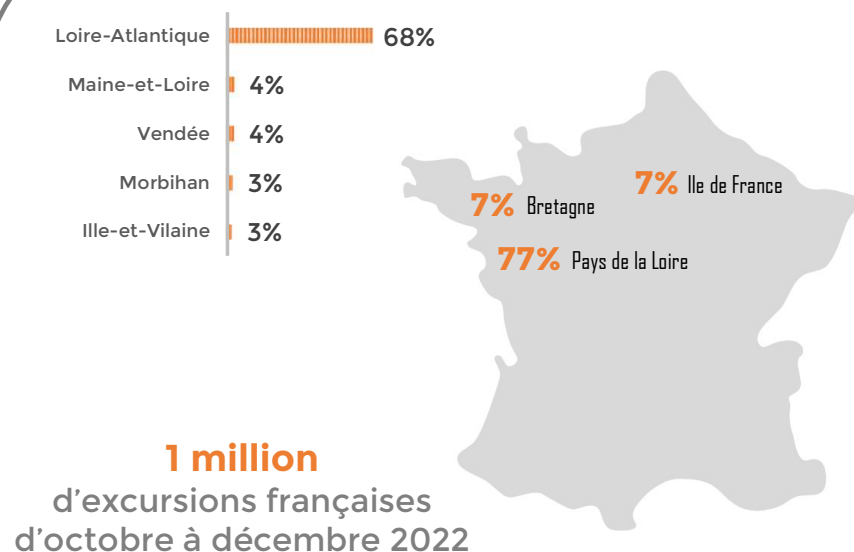 Loire-Atlantique 68%
Maine-et-Loire 4%
Vendée 4%
Morbihan 3%
Ille-et-Vilaine 3%
7% Ile de France
7% Bretagne
77% Pays de la Loire
1 million
d'excursions françaises
d'octobre à décembre 2022